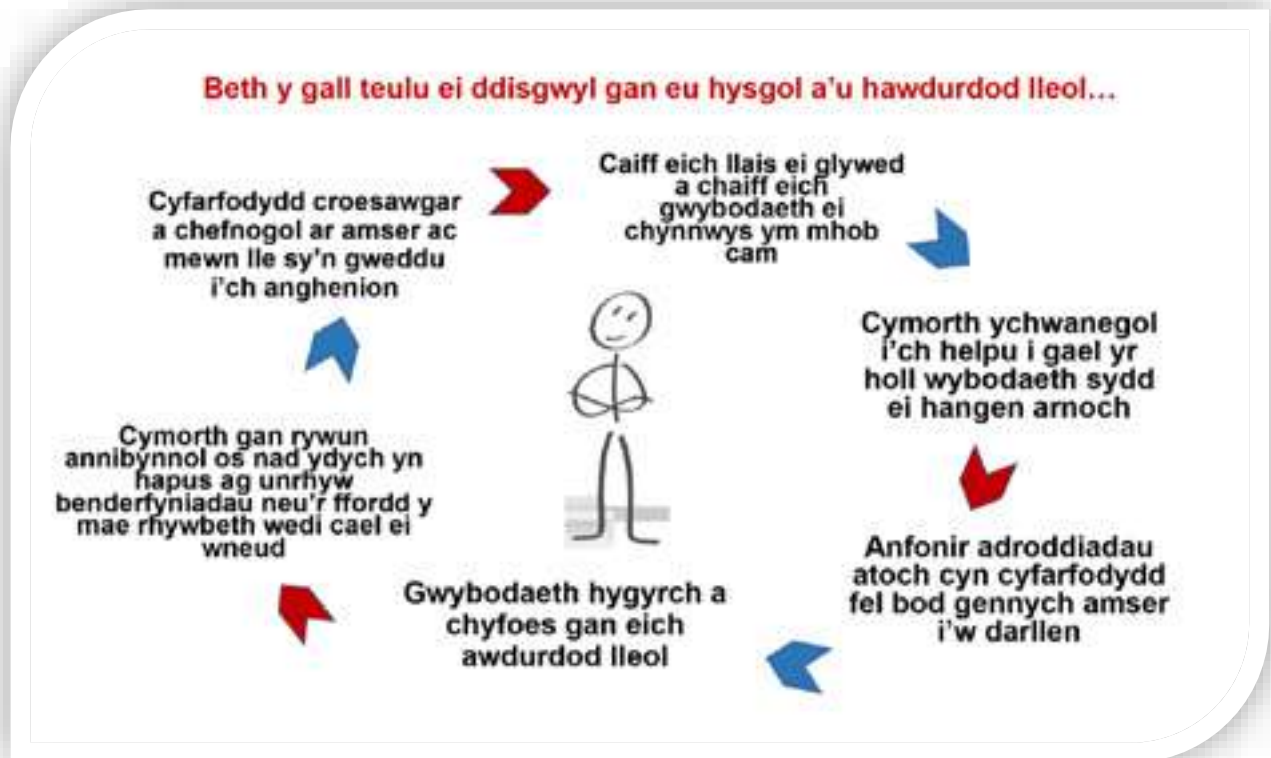 Beth y gall teulu ei ddisgwyl gan eu hysgol a'u hawdurdod lleol...
Cyfarfodydd croesawgar
a chefnogol ar amser ac
mewn lle sy'n gweddu
i'ch anghenion
Caiff eich llais ei glywed
a chaiff eich
gwybodaeth ei
chynnwys ym mhob
cam
Cymorth ychwanegol
i'ch helpu i gael yr
holl wybodaeth sydd
ei hangen arnoch
Anfonir adroddiadau
atoch cyn cyfarfodydd
fel bod gennych amser
i'w darllen
Gwybodaeth hygyrch a
chyfoes gan eich
awdurdod lleol
Cymorth gan rywun
annibynnol os nad ydych yn
hapus ag unrhyw
benderfyniadau neu'r ffordd y
mae rhywbeth wedi cael ei
wneud